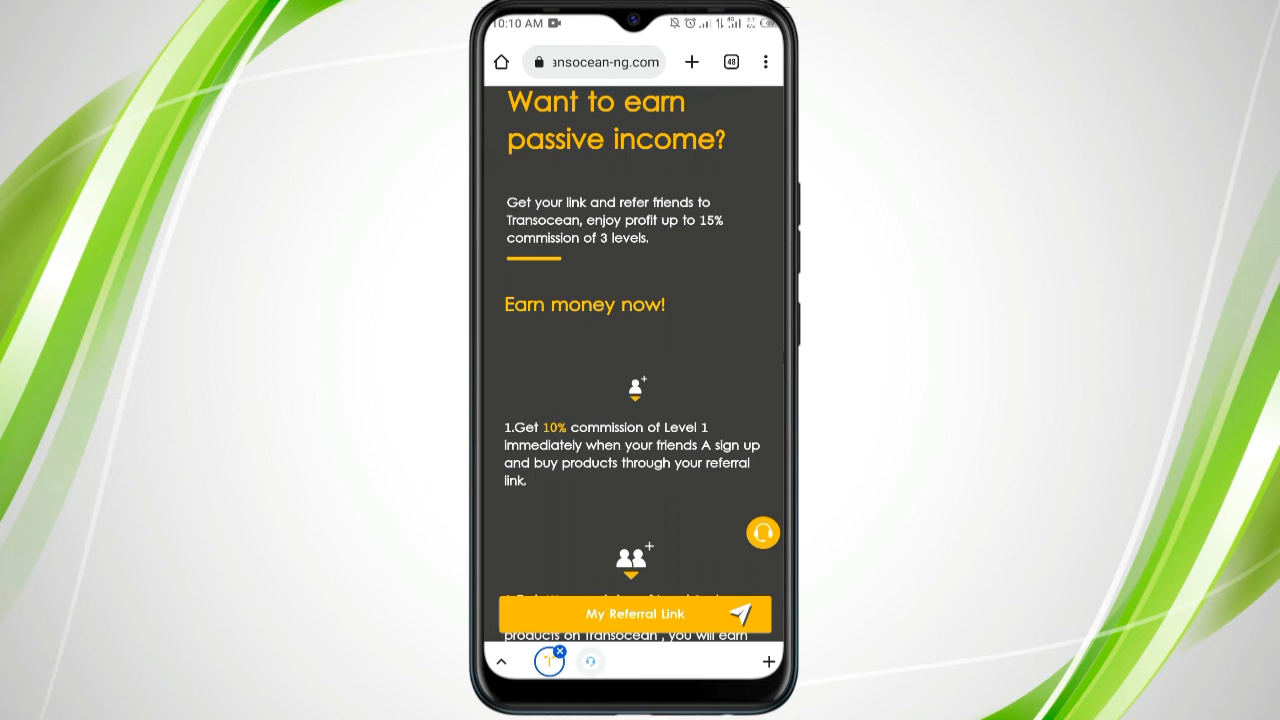 10:10 AM
ansocean-ng.com
48
Want to earn
passive income?
Get your link and refer friends to
Transocean, enjoy profit up to 15%
commission of 3 levels.
Earn money now!
1.Get 10% commission of Level 1
immediately when your friends A sign up
and buy products through your referral
link.
My Referral Link
products on Transocean , you will earn